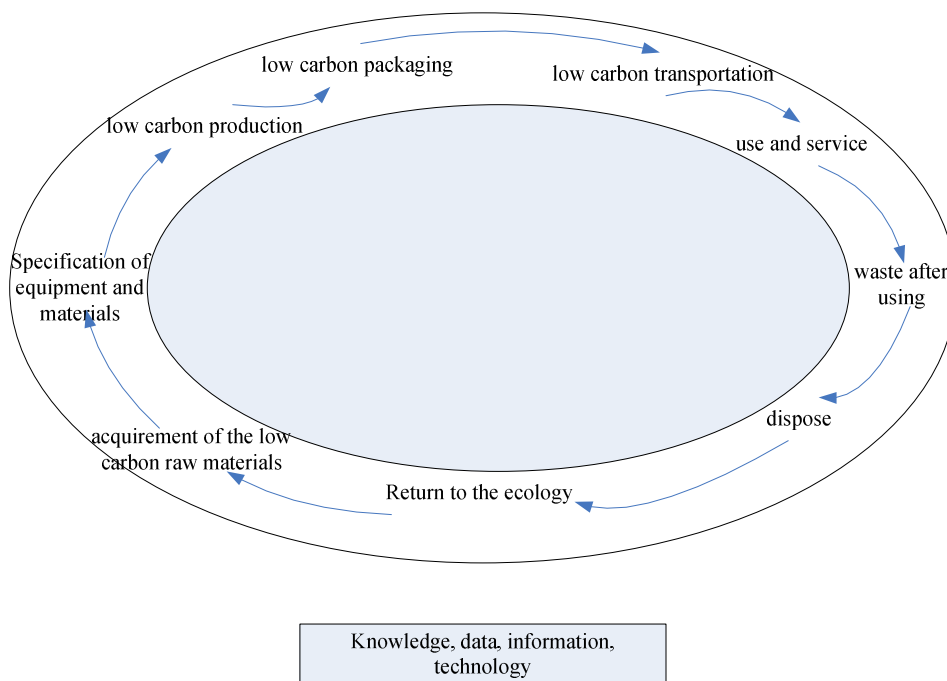 low carbon packaging
low carbon transportation
low carbon production
use and service
Specification of
equipment and
materials
waste after
using
dispose
acquirement of the low
carbon raw materials
Return to the ecology
Knowledge, data, information,
technology